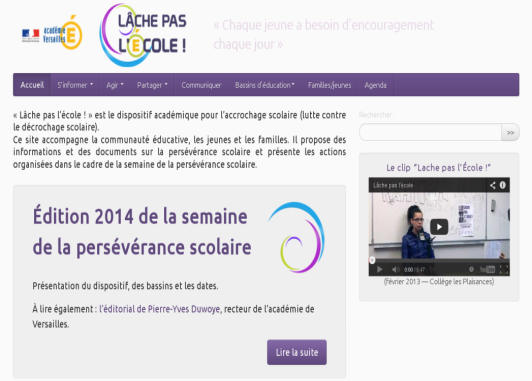 académie
Versailles
LÂCHE PAS
L'ÉCOLE !
« Chaque jeune a besoin d'encouragement
chaque jour »
Accueil S'informer Agir Partager Communiquer Bassins d'éducation Familles/jeunes Agenda
« Lâche pas l'école ! » est le dispositif académique pour l'accrochage scolaire (lutte contre
le décrochage scolaire).
Ce site accompagne la communauté éducative, les jeunes et les familles. Il propose des
informations et des documents sur la persévérance scolaire et présente les actions
organisées dans le cadre de la semaine de la persévérance scolaire.
Rechercher :
>>
Édition 2014 de la semaine
de la persévérance scolaire
Présentation du dispositif, des bassins et les dates.
À lire également : l'éditorial de Pierre-Yves Duwoye, recteur de l'académie de
Versailles.
Lire la suite
Le clip "Lache pas l'École !"
Lâche pas l'école
(Février 2013 — Collège les Plaisances)